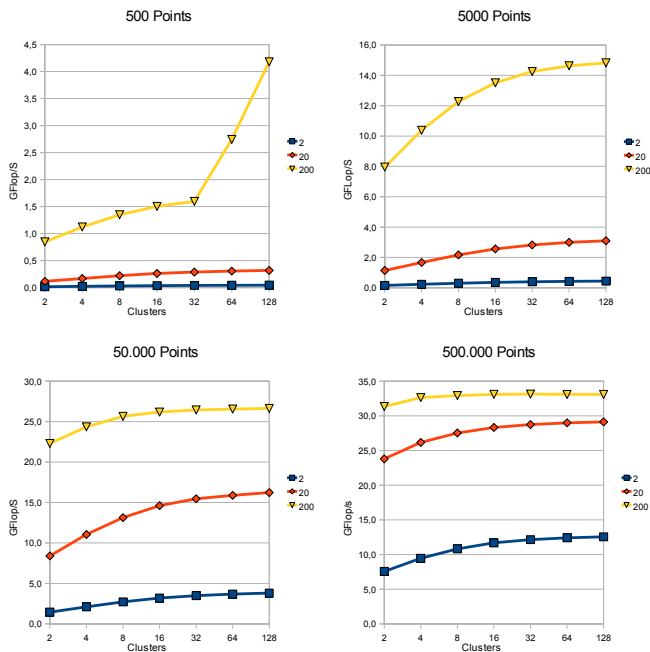 500 Points
4,5
4,0
3,5
3,0
2,5
2,0
1,5
1,0
0,5
0,0
GFlop/S
2 4 8 16 32 64 128
Clusters
2
20
200
5000 Points
16,0
14,0
12,0
10,0
8,0
6,0
4,0
2,0
0,0
GFLop/S
2 4 8 16 32 64 128
Clusters
2
20
200
50.000 Points
30,0
25,0
20,0
15,0
10,0
5,0
0,0
GFlop/S
2 4 8 16 32 64 128
Clusters
2
20
200
500.000 Points
35,0
30,0
25,0
20,0
15,0
10,0
5,0
0,0
GFlop/s
2 4 8 16 32 64 128
Clusters
2
20
200